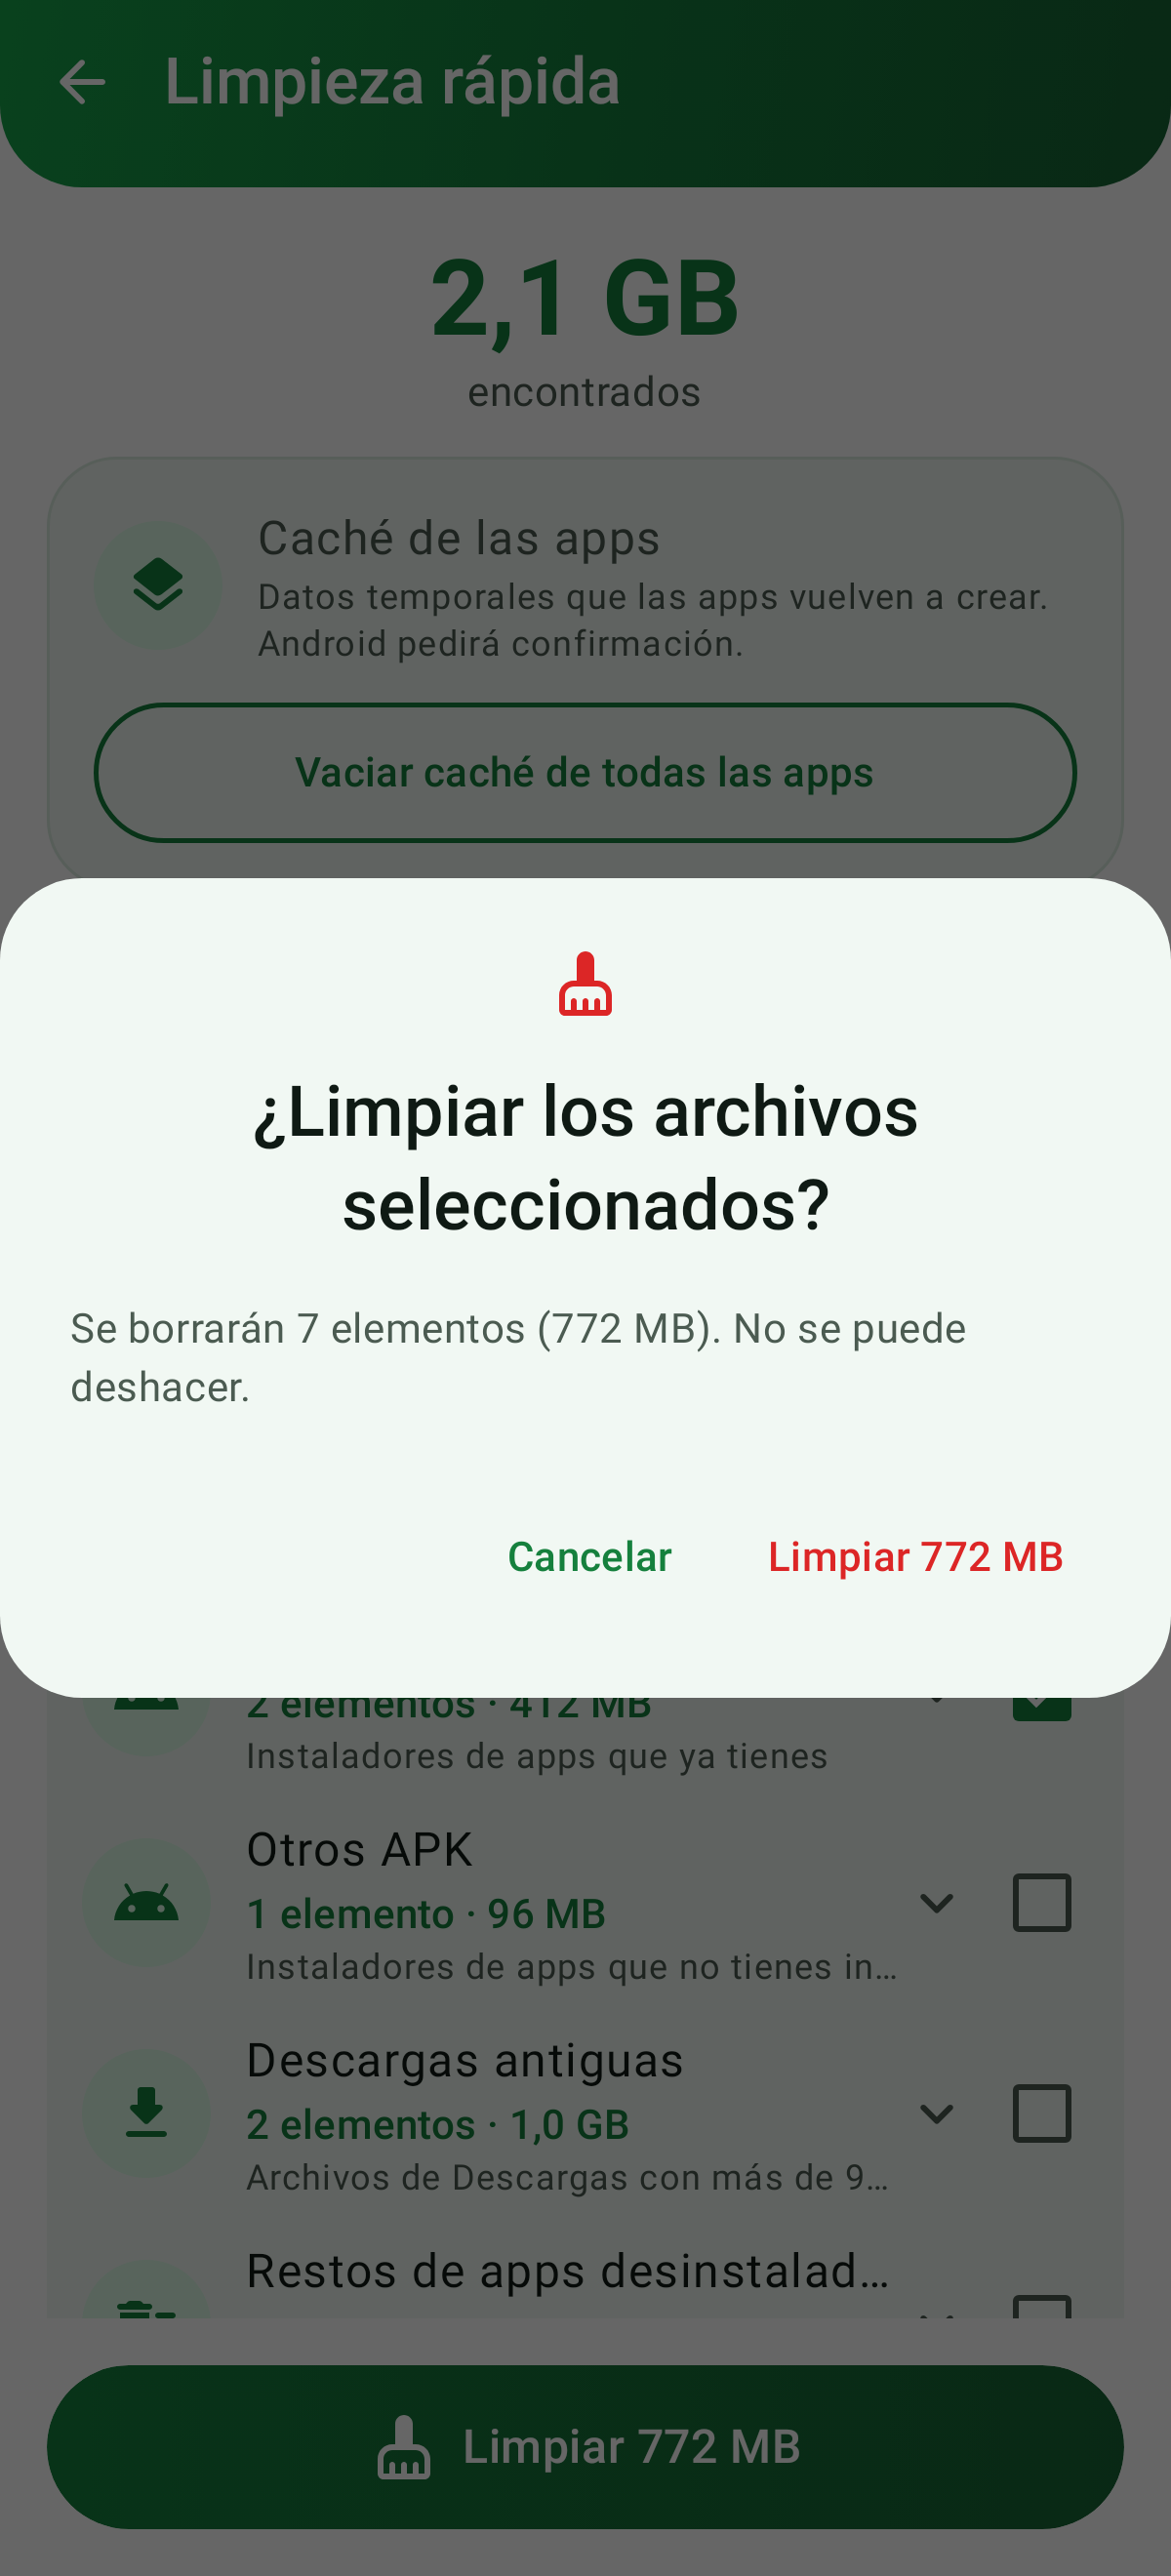 Limpieza rápida
2,1 GB
encontrados
Caché de las apps
Datos temporales que las apps vuelven a crear.
Android pedirá confirmación.
Vaciar caché de todas las apps
¿Limpiar los archivos
seleccionados?
Se borrarán 7 elementos (772 MB). No se puede
deshacer.
Cancelar
Limpiar 772 MB
2 elementos · 412 MB
Instaladores de apps que ya tienes
Otros APK
1 elemento · 96 MB
Instaladores de apps que no tienes in…
Descargas antiguas
2 elementos · 1,0 GB
Archivos de Descargas con más de 9…
Restos de apps desinstalad…
Limpiar 772 MB